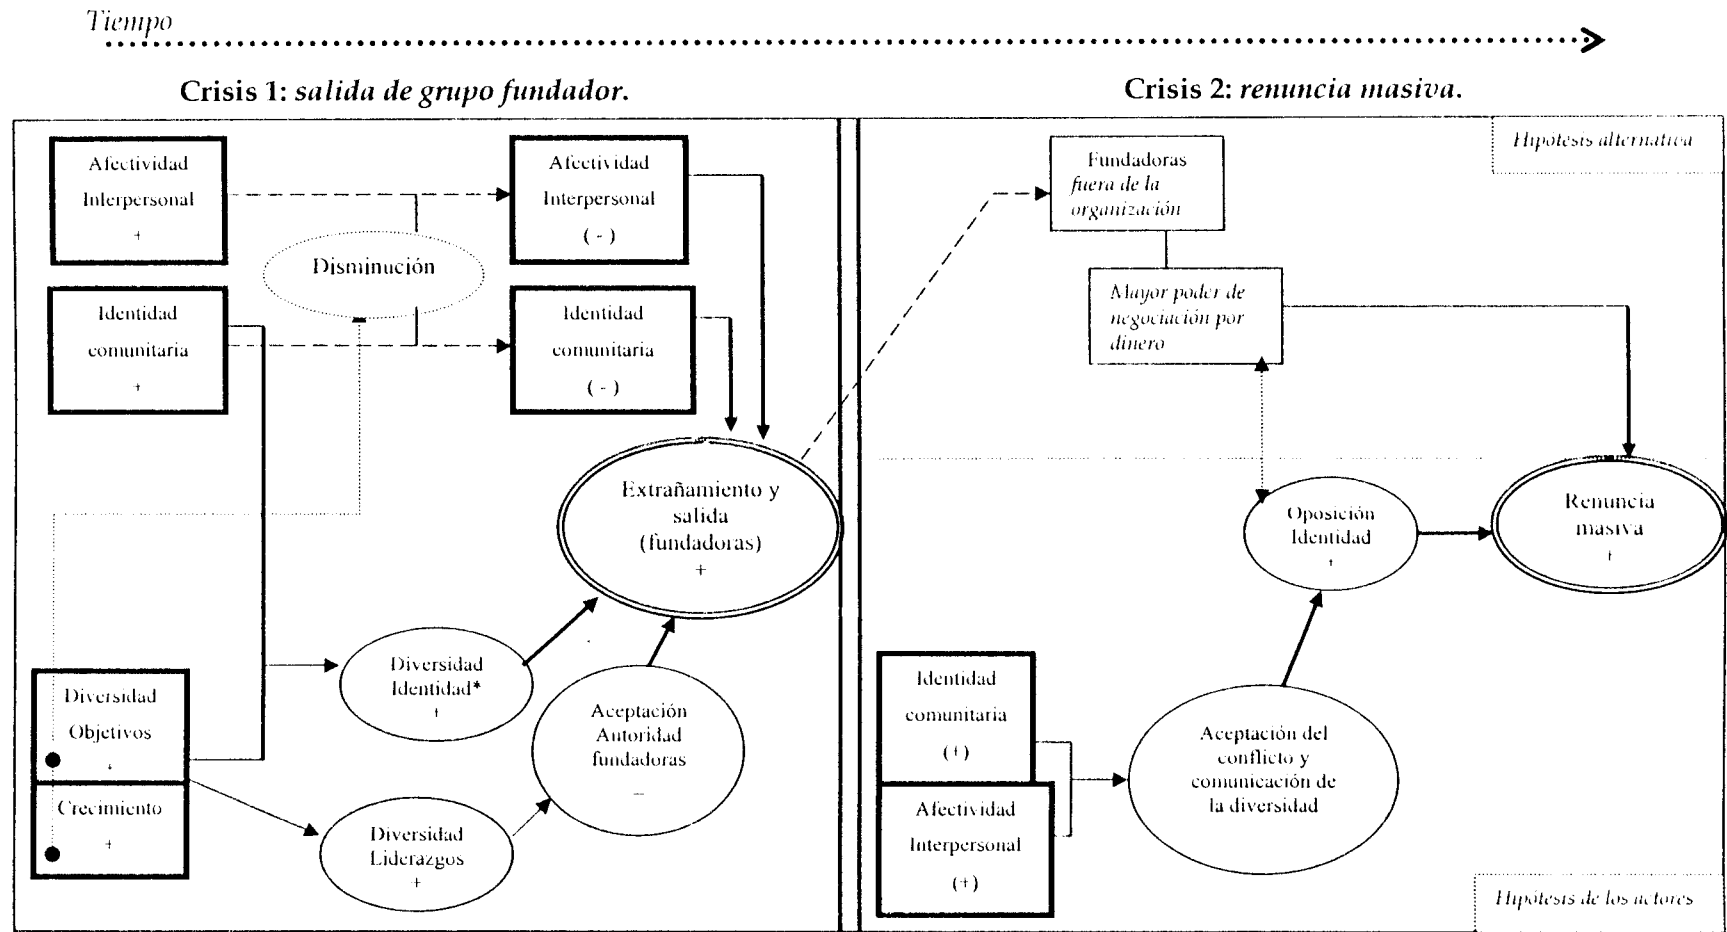 Tiempo
Crisis 1: salida de grupo fundador.
Afectividad
Interpersonal
+
Afectividad
Interpersonal
( - )
Disminución
Identidad
comunitaria
+
Identidad
comunitaria
( - )
Extrañamiento y
salida
(fundadoras)
+
Diversidad
Identidad*
+
Diversidad
Objetivos
+
Crecimiento
+
Aceptación
Autoridad
fundadoras
–
Diversidad
Liderazgos
+
Crisis 2: renuncia masiva.
Hipótesis alternativa
Fundadoras
fuera de la
organización
Mayor poder de
negociación por
dinero
Oposición
Identidad
+
Renuncia
masiva
+
Identidad
comunitaria
(+)
Afectividad
Interpersonal
(+)
Aceptación del
conflicto y
comunicación de
la diversidad
Hipótesis de los actores